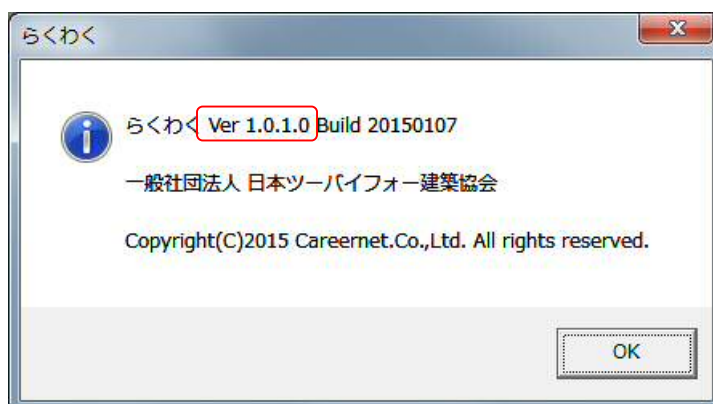 らくわく
らくわく Ver 1.0.1.0 Build 20150107
一般社団法人 日本ツーバイフォー建築協会
Copyright(C)2015 Careernet.Co.,Ltd. All rights reserved.
OK